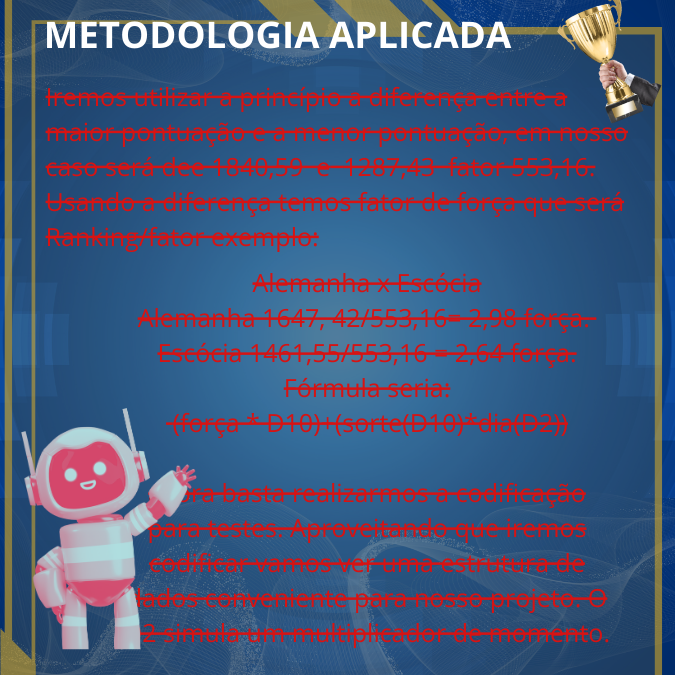 METODOLOGIA APLICADA
Iremos utilizar a princípio a diferença entre a
maior pontuação e a menor pontuação, em nosso
caso será dee 1840,59 e 1287,43 fator 553,16.
Usando a diferença temos fator de força que será
Ranking/fator exemplo:
Alemanha x Escócia
Alemanha 1647, 42/553,16= 2,98 força.
Escócia 1461,55/553,16 = 2,64 força.
Fórmula seria:
(força * D10)+(sorte(D10)*dia(D2))
ora basta realizarmos a codificação
para testes. Aproveitando que iremos
codificar vamos ver uma estrutura de
dados conveniente para nosso projeto. O
2 simula um multiplicador de momento.